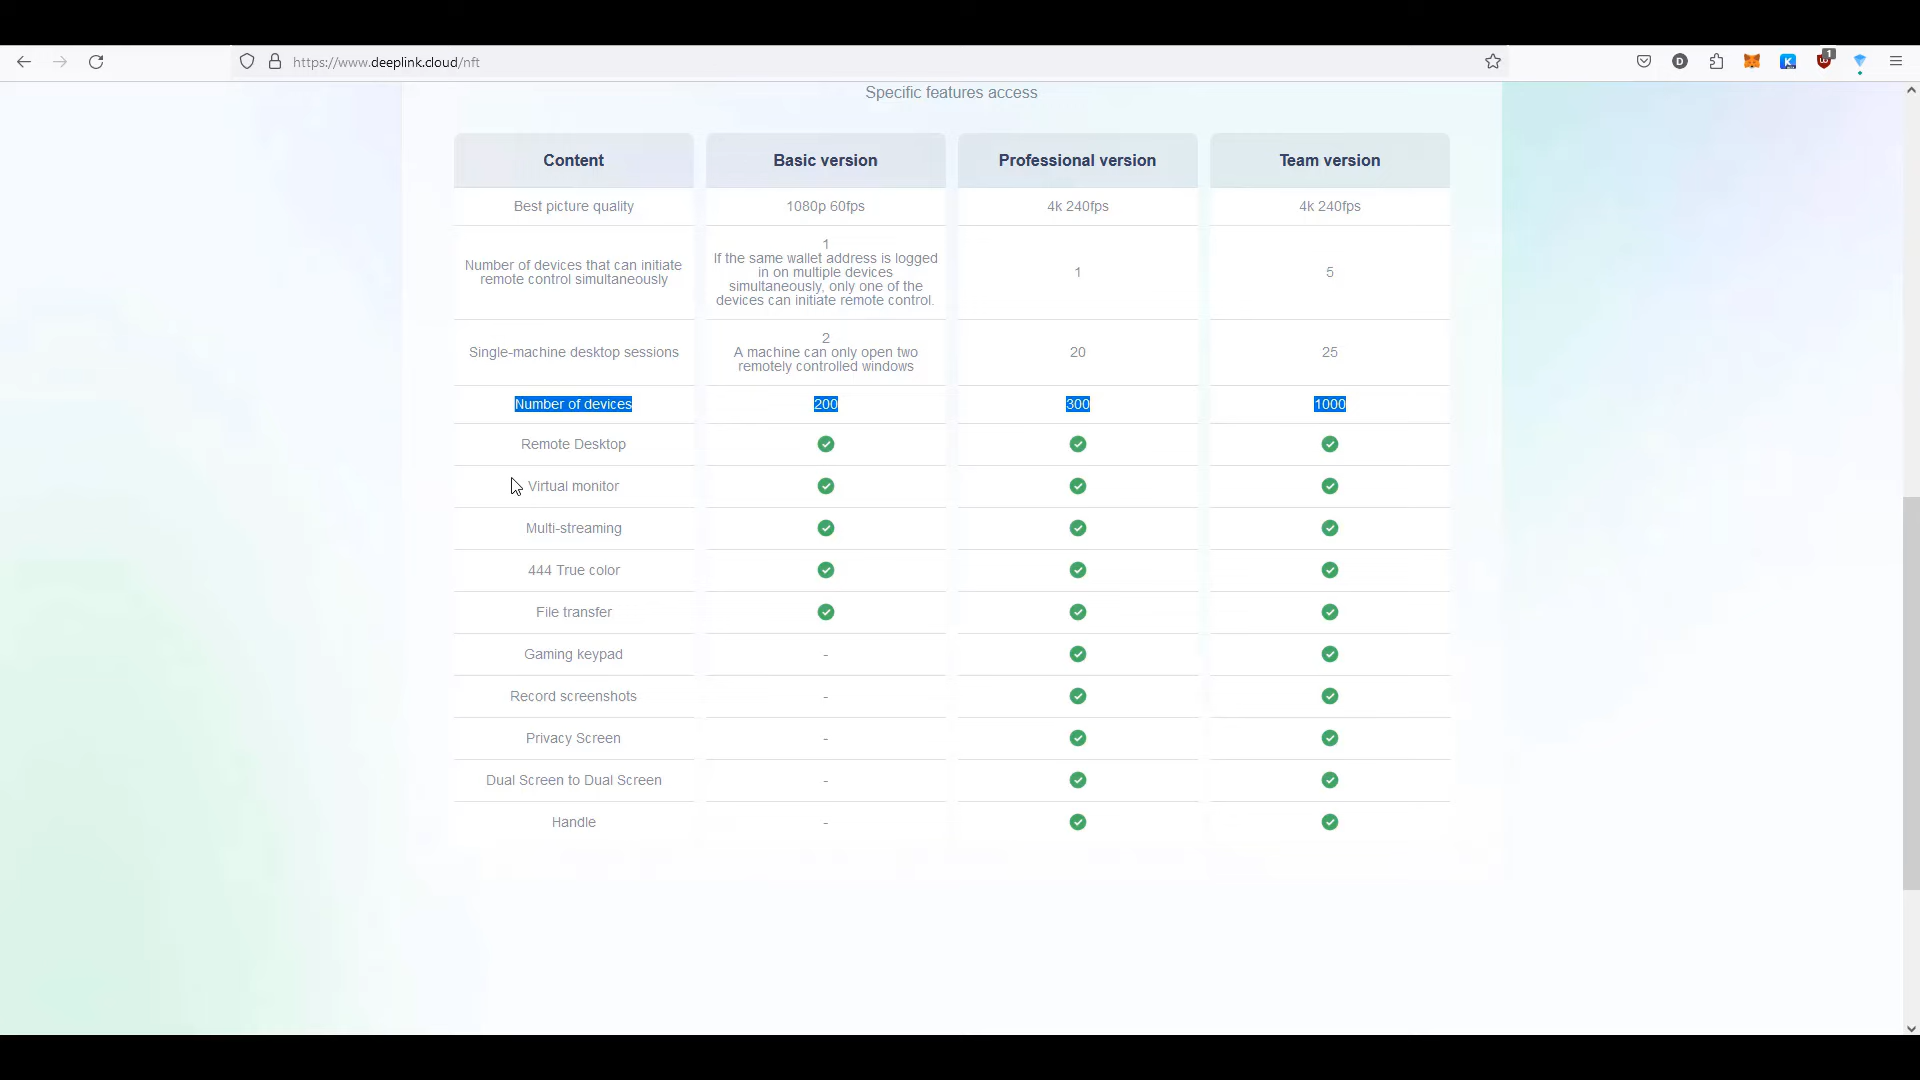 https://www.deeplink.cloud/nft
1
Specific features access
Content Basic version Professional version Team version
Best picture quality 1080p 60fps 4k 240fps 4k 240fps
Number of devices that can initiate
remote control simultaneously
1
If the same wallet address is logged
in on multiple devices
simultaneously, only one of the
devices can initiate remote control.
1
5
Single-machine desktop sessions
2
A machine can only open two
remotely controlled windows
20
25
Number of devices 200 300 1000
Remote Desktop
Virtual monitor
Multi-streaming
444 True color
File transfer
Gaming keypad -
Record screenshots -
Privacy Screen -
Dual Screen to Dual Screen -
Handle -